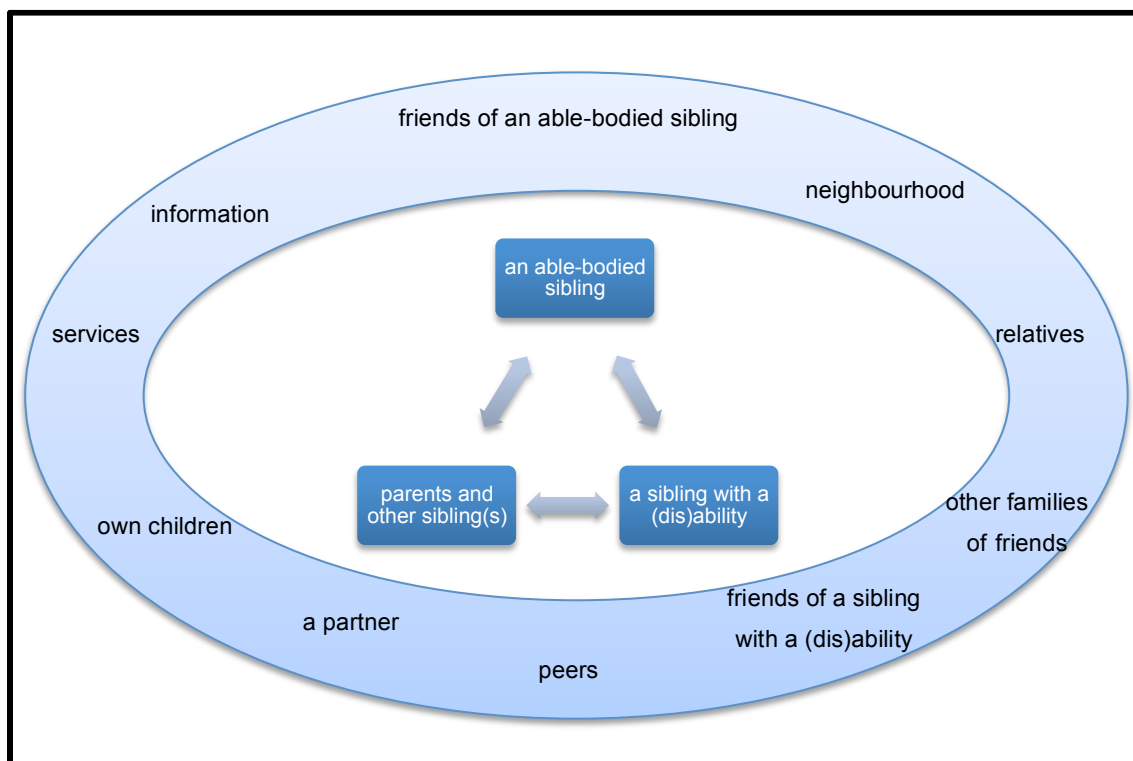 friends of an able-bodied sibling
neighbourhood
information
an able-bodied
sibling
services
relatives
parents and
other sibling(s)
a sibling with a
(dis)ability
other families
of friends
own children
friends of a sibling
with a (dis)ability
a partner
peers